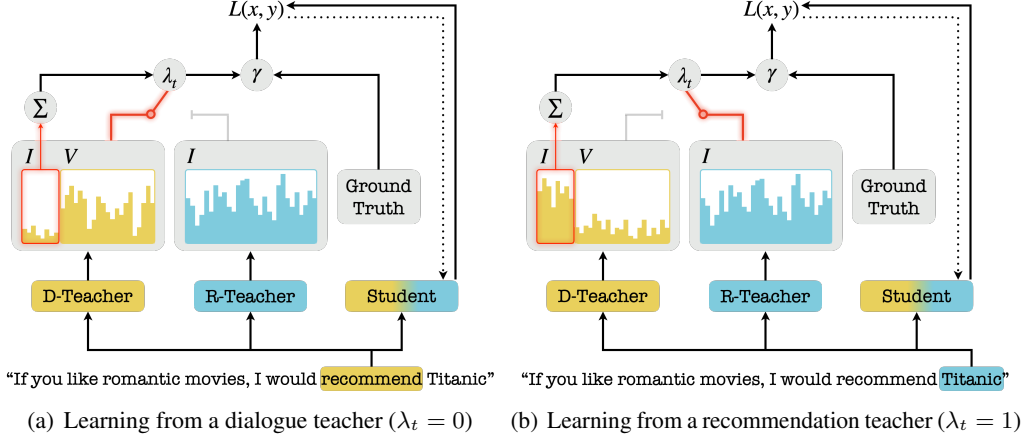 L(x, y)
λt
γ
Σ
I V
I
Ground
Truth
D-Teacher
R-Teacher
Student
“If you like romantic movies, I would recommend Titanic”
(a) Learning from a dialogue teacher (λt = 0)
L(x, y)
λt
γ
Σ
I V
I
Ground
Truth
D-Teacher
R-Teacher
Student
“If you like romantic movies, I would recommend Titanic”
(b) Learning from a recommendation teacher (λt = 1)